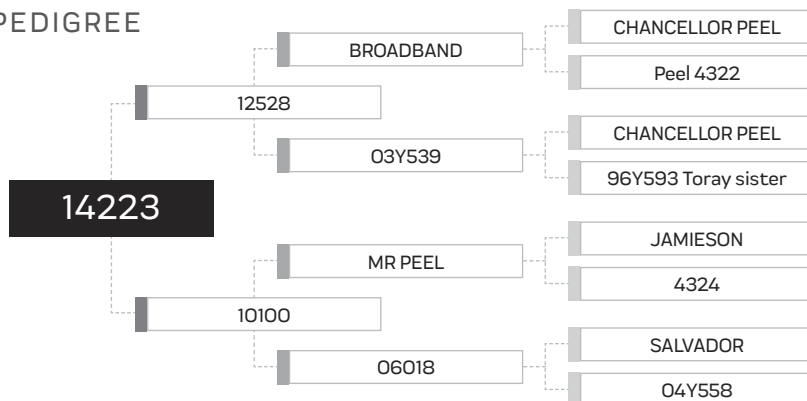 PEDIGREE
CHANCELLOR PEEL
BROADBAND
Peel 4322
12528
CHANCELLOR PEEL
03Y539
96Y593 Toray sister
14223
JAMIESON
MR PEEL
4324
10100
SALVADOR
06018
04Y558